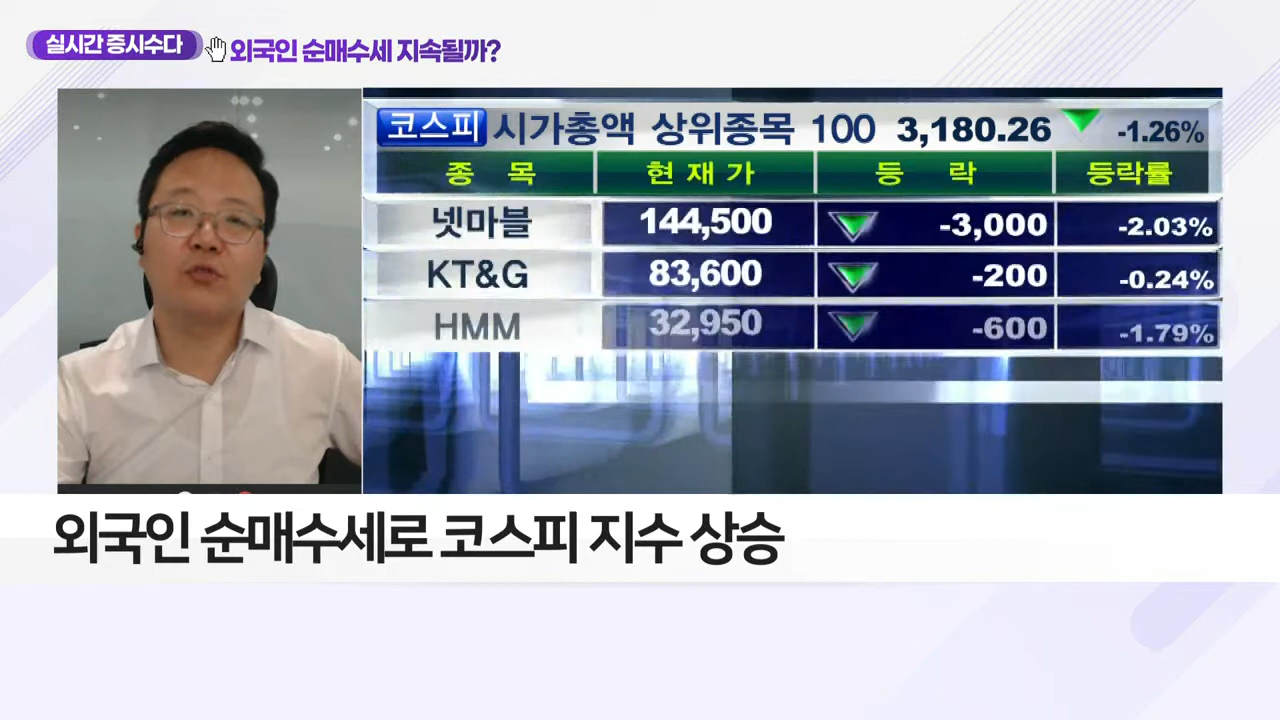 실시간 증시수다 외국인 순매수세 지속될까?
코스피 시가총액 상위종목 100 3,180.26 -1.26%
종 목 현 재 가 등 락 등락률
넷마블 144,500 -3,000 -2.03%
KT&G 83,600 -200 -0.24%
HMM 32,950 -600 -1.79%
외국인 순매수세로 코스피 지수 상승